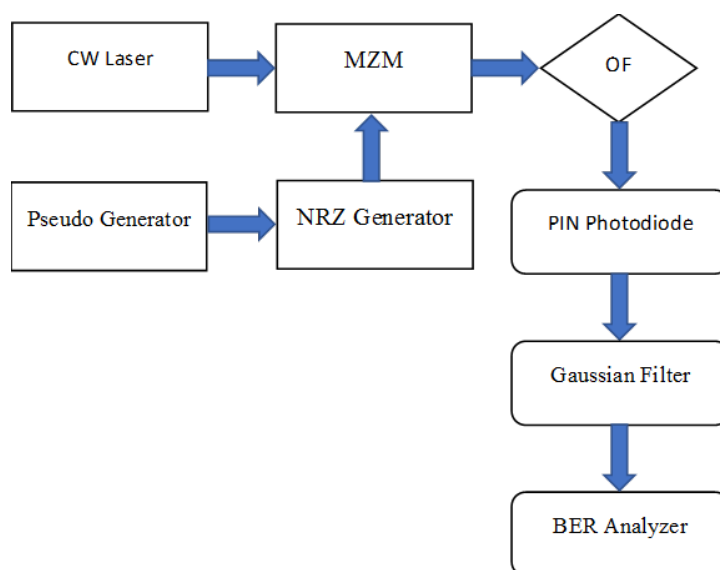 CW Laser
MZM
OF
Pseudo Generator
NRZ Generator
PIN Photodiode
Gaussian Filter
BER Analyzer